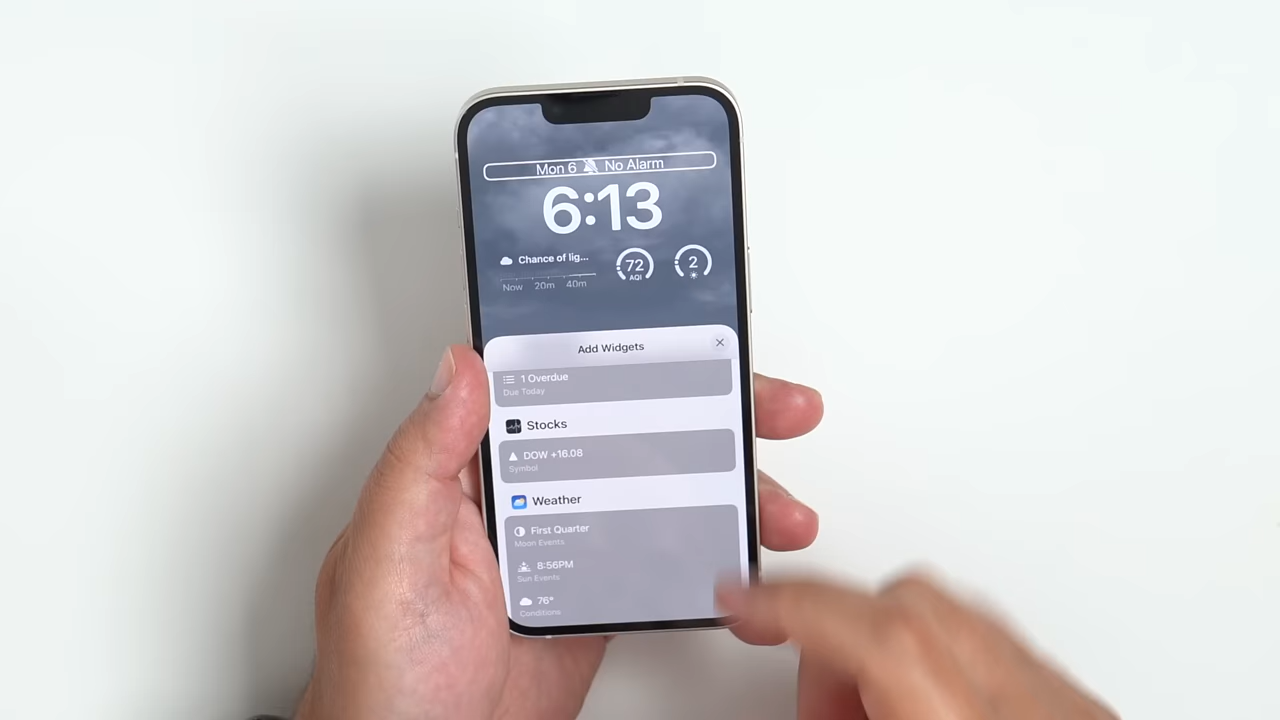 Mon 6 No Alarm
6:13
Chance of lig...
Now 20m 40m
72
AQI
2
Add Widgets
1 Overdue
Due Today
Stocks
DOW +16.08
Symbol
Weather
First Quarter
Moon Events
8:56PM
Sun Events
76°
Conditions